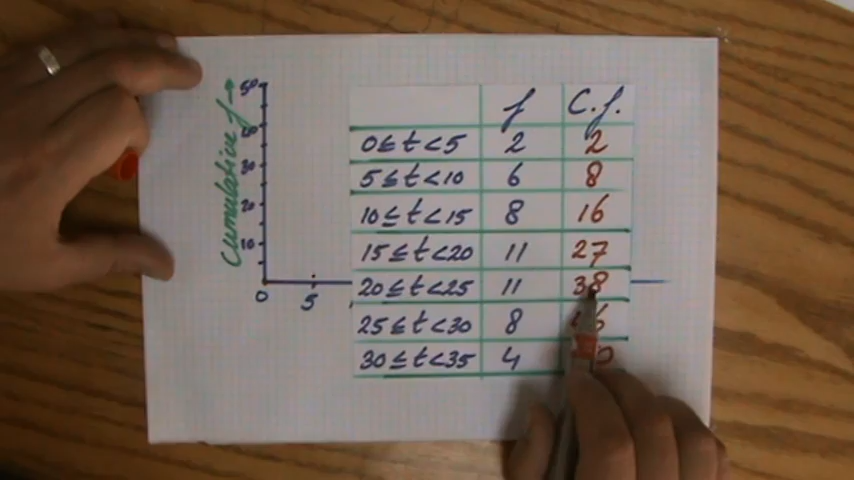 f C.f.
0≤t<5 2 2
5≤t<10 6 8
10≤t<15 8 16
15≤t<20 11 27
20≤t<25 11 38
25≤t<30 8
30≤t<35 4
Cumulative f →
50
40
30
20
10
0 5